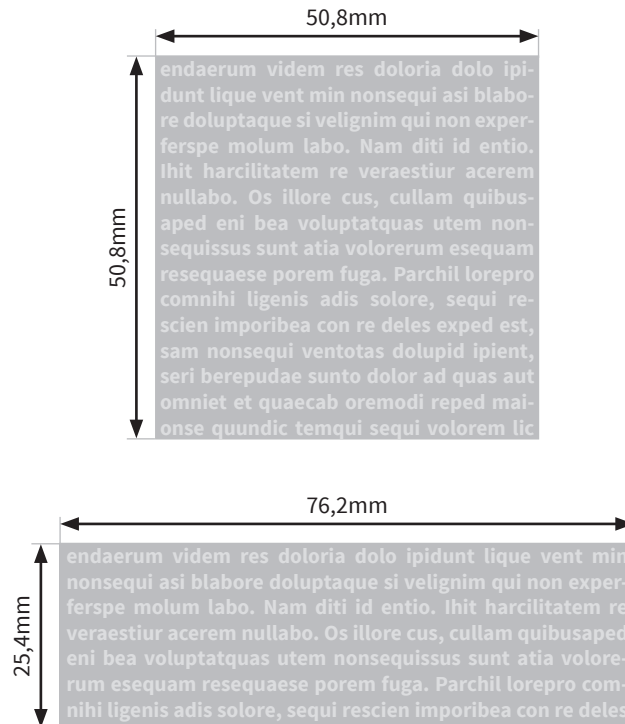 50,8mm
50,8mm
endaerum videm res doloria dolo ipi-
dunt lique vent min nonsequi asi blabo-
re doluptaque si velignim qui non exper-
ferspe molum labo. Nam diti id entio.
Ihit harcilitatem re veraestiur acerem
nullabo. Os illore cus, cullam quibus-
aped eni bea voluptatquas utem non-
sequissus sunt atia volorerum esequam
resequaese porem fuga. Parchil lorepro
comnihi ligenis adis solore, sequi re-
scien imporibea con re deles exped est,
sam nonsequi ventotas dolupid ipient,
seri berepudae sunto dolor ad quas aut
omniet et quaecab oremodi reped mai-
onse quundic temqui sequi volorem lic
76,2mm
25,4mm
endaerum videm res doloria dolo ipidunt lique vent min
nonsequi asi blabore doluptaque si velignim qui non exper-
ferspe molum labo. Nam diti id entio. Ihit harcilitatem re
veraestiur acerem nullabo. Os illore cus, cullam quibusaped
eni bea voluptatquas utem nonsequissus sunt atia volore-
rum esequam resequaese porem fuga. Parchil lorepro com-
nihi ligenis adis solore, sequi rescien imporibea con re deles